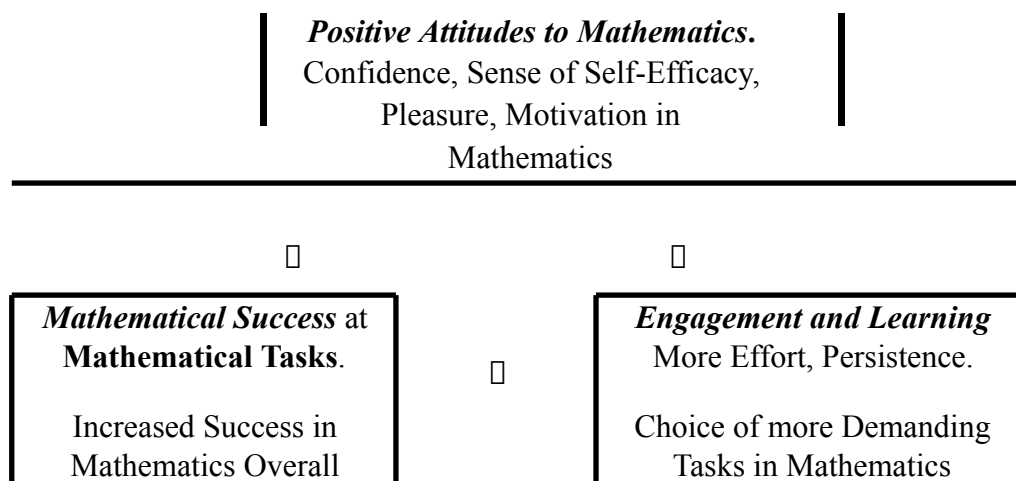 Positive Attitudes to Mathematics.
Confidence, Sense of Self-Efficacy,
Pleasure, Motivation in
Mathematics
Mathematical Success at
Mathematical Tasks.
Increased Success in
Mathematics Overall
Engagement and Learning
More Effort, Persistence.
Choice of more Demanding
Tasks in Mathematics